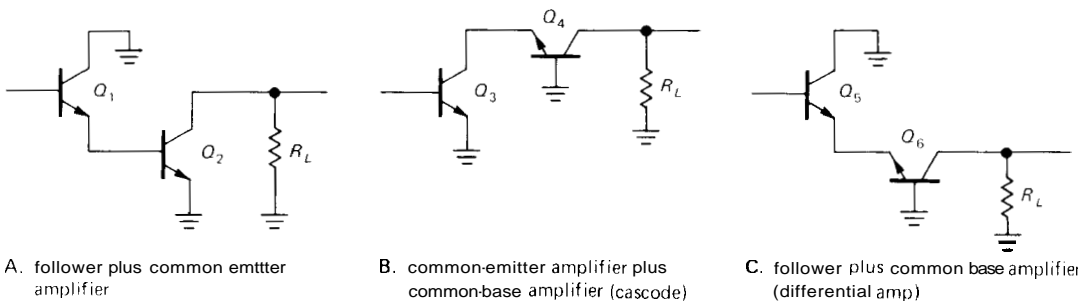 Q1
Q2
RL
A. follower plus common emttter
amplifier
Q3
Q4
RL
B. common-emitter amplifier plus
common-base amplifier (cascode)
Q5
Q6
RL
C. follower plus common base amplifier
(differential amp)